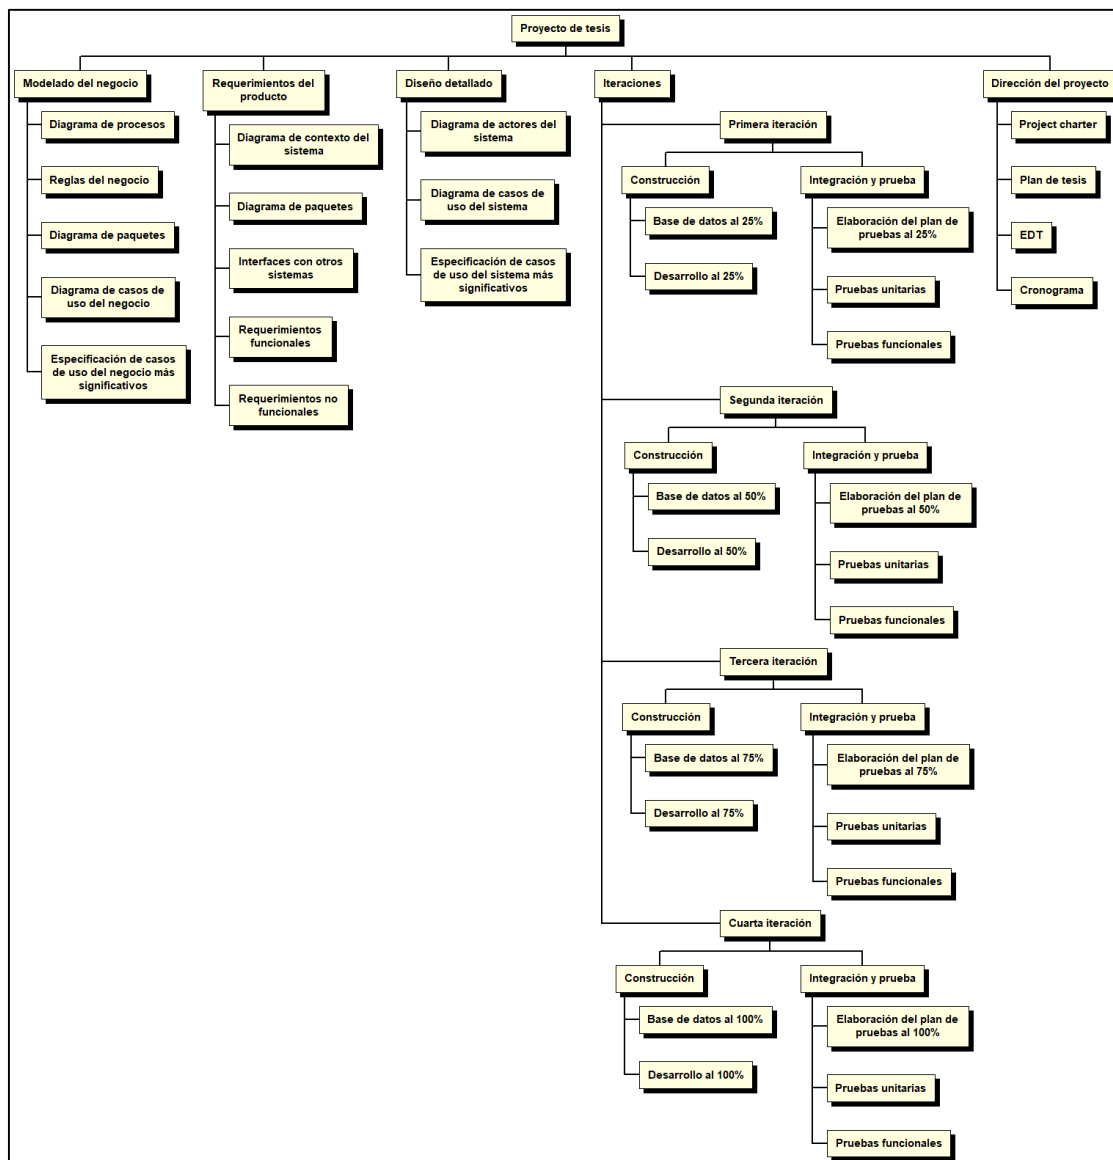 Proyecto de tesis
Modelado del negocio
Diagrama de procesos
Reglas del negocio
Diagrama de paquetes
Diagrama de casos de
uso del negocio
Especificación de casos
de uso del negocio más
significativos
Requerimientos del
producto
Diagrama de contexto del
sistema
Diagrama de paquetes
Interfaces con otros
sistemas
Requerimientos
funcionales
Requerimientos no
funcionales
Diseño detallado
Diagrama de actores del
sistema
Diagrama de casos de
uso del sistema
Especificación de casos
de uso del sistema más
significativos
Iteraciones
Primera iteración
Construcción
Base de datos al 25%
Desarrollo al 25%
Integración y prueba
Elaboración del plan de
pruebas al 25%
Pruebas unitarias
Pruebas funcionales
Segunda iteración
Construcción
Base de datos al 50%
Desarrollo al 50%
Integración y prueba
Elaboración del plan de
pruebas al 50%
Pruebas unitarias
Pruebas funcionales
Tercera iteración
Construcción
Base de datos al 75%
Desarrollo al 75%
Integración y prueba
Elaboración del plan de
pruebas al 75%
Pruebas unitarias
Pruebas funcionales
Cuarta iteración
Construcción
Base de datos al 100%
Desarrollo al 100%
Integración y prueba
Elaboración del plan de
pruebas al 100%
Pruebas unitarias
Pruebas funcionales
Dirección del proyecto
Project charter
Plan de tesis
EDT
Cronograma